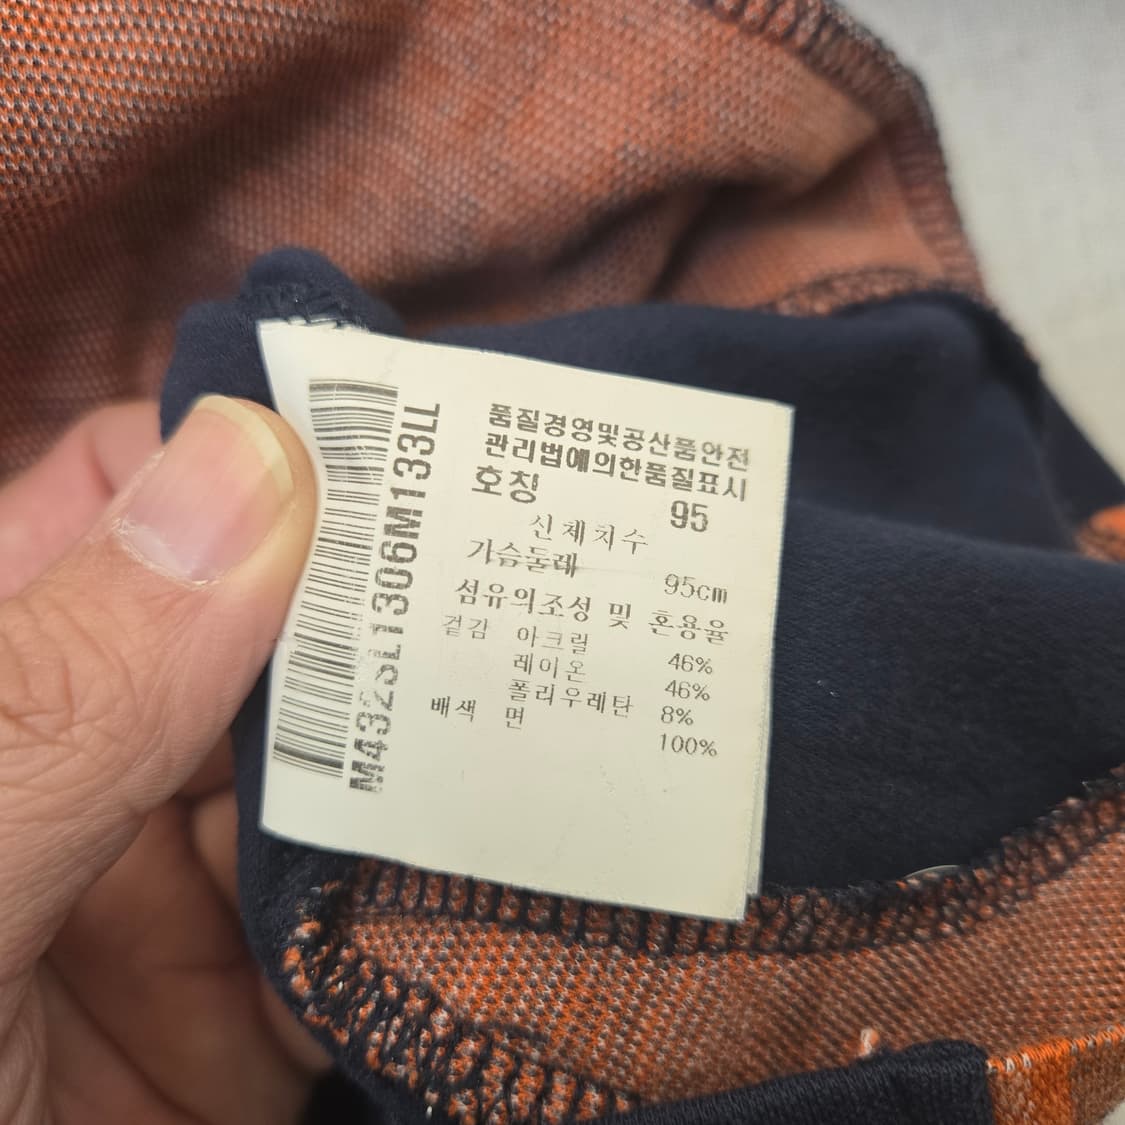 품질경영및공산품안전
관리법에의한품질표시
호칭 95
신체치수
가슴둘레 95cm
섬유의조성 및 혼용율
겉감 아크릴 46%
레이온 46%
폴리우레탄 8%
배색 면 100%
M4323L1306M133LL